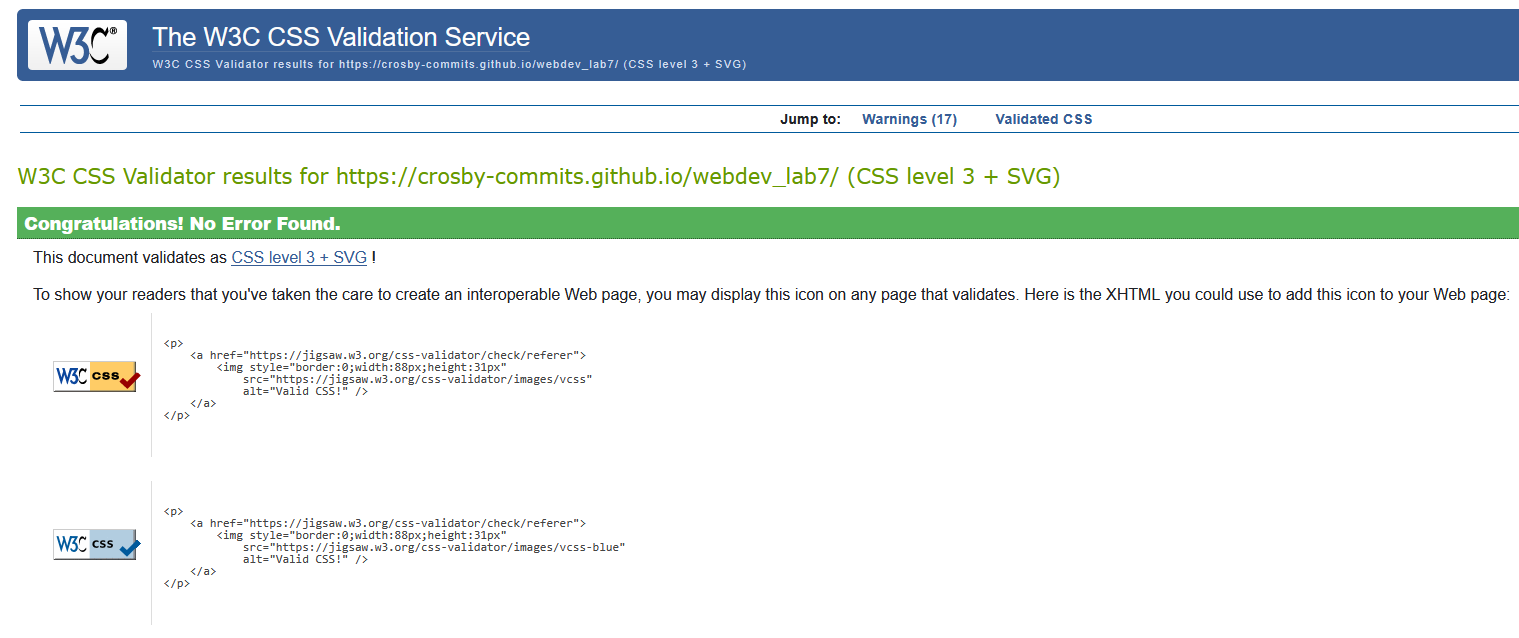 W3C®
The W3C CSS Validation Service
W3C CSS Validator results for https://crosby-commits.github.io/webdev_lab7/ (CSS level 3 + SVG)
Jump to: Warnings (17) Validated CSS
W3C CSS Validator results for https://crosby-commits.github.io/webdev_lab7/ (CSS level 3 + SVG)
Congratulations! No Error Found.
This document validates as CSS level 3 + SVG !
To show your readers that you've taken the care to create an interoperable Web page, you may display this icon on any page that validates. Here is the XHTML you could use to add this icon to your Web page:
W3C css
<p>
<a href="https://jigsaw.w3.org/css-validator/check/referer">
<img style="border:0;width:88px;height:31px"
src="https://jigsaw.w3.org/css-validator/images/vcss"
alt="Valid CSS!" />
</a>
</p>
W3C css
<p>
<a href="https://jigsaw.w3.org/css-validator/check/referer">
<img style="border:0;width:88px;height:31px"
src="https://jigsaw.w3.org/css-validator/images/vcss-blue"
alt="Valid CSS!" />
</a>
</p>